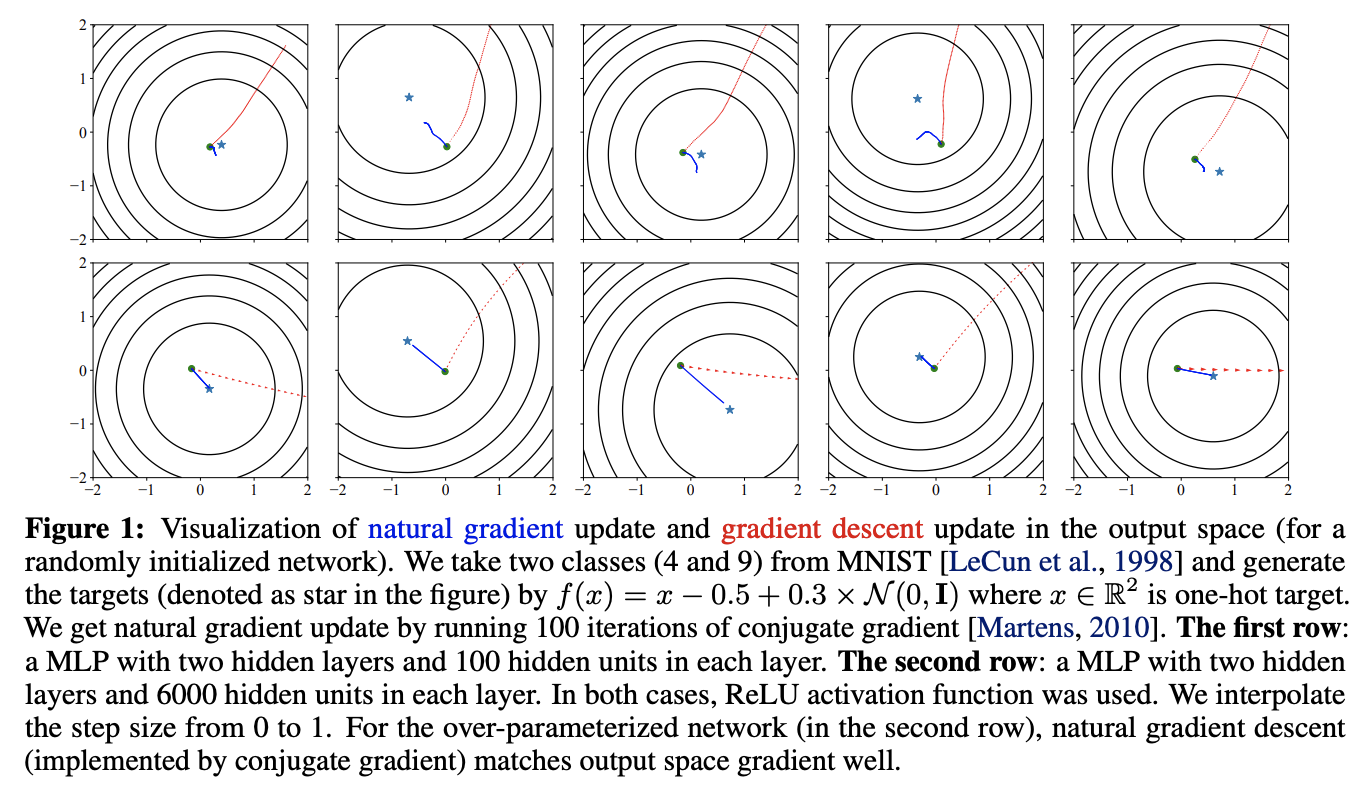 2
1
0
−1
−2
2
1
0
−1
−2
−2 −1 0 1 2
−2 −1 0 1 2
−2 −1 0 1 2
−2 −1 0 1 2
−2 −1 0 1 2
Figure 1: Visualization of natural gradient update and gradient descent update in the output space (for a
randomly initialized network). We take two classes (4 and 9) from MNIST [LeCun et al., 1998] and generate
the targets (denoted as star in the figure) by f(x) = x − 0.5 + 0.3 × 𝒩(0, I) where x ∈ ℝ² is one-hot target.
We get natural gradient update by running 100 iterations of conjugate gradient [Martens, 2010]. The first row:
a MLP with two hidden layers and 100 hidden units in each layer. The second row: a MLP with two hidden
layers and 6000 hidden units in each layer. In both cases, ReLU activation function was used. We interpolate
the step size from 0 to 1. For the over-parameterized network (in the second row), natural gradient descent
(implemented by conjugate gradient) matches output space gradient well.